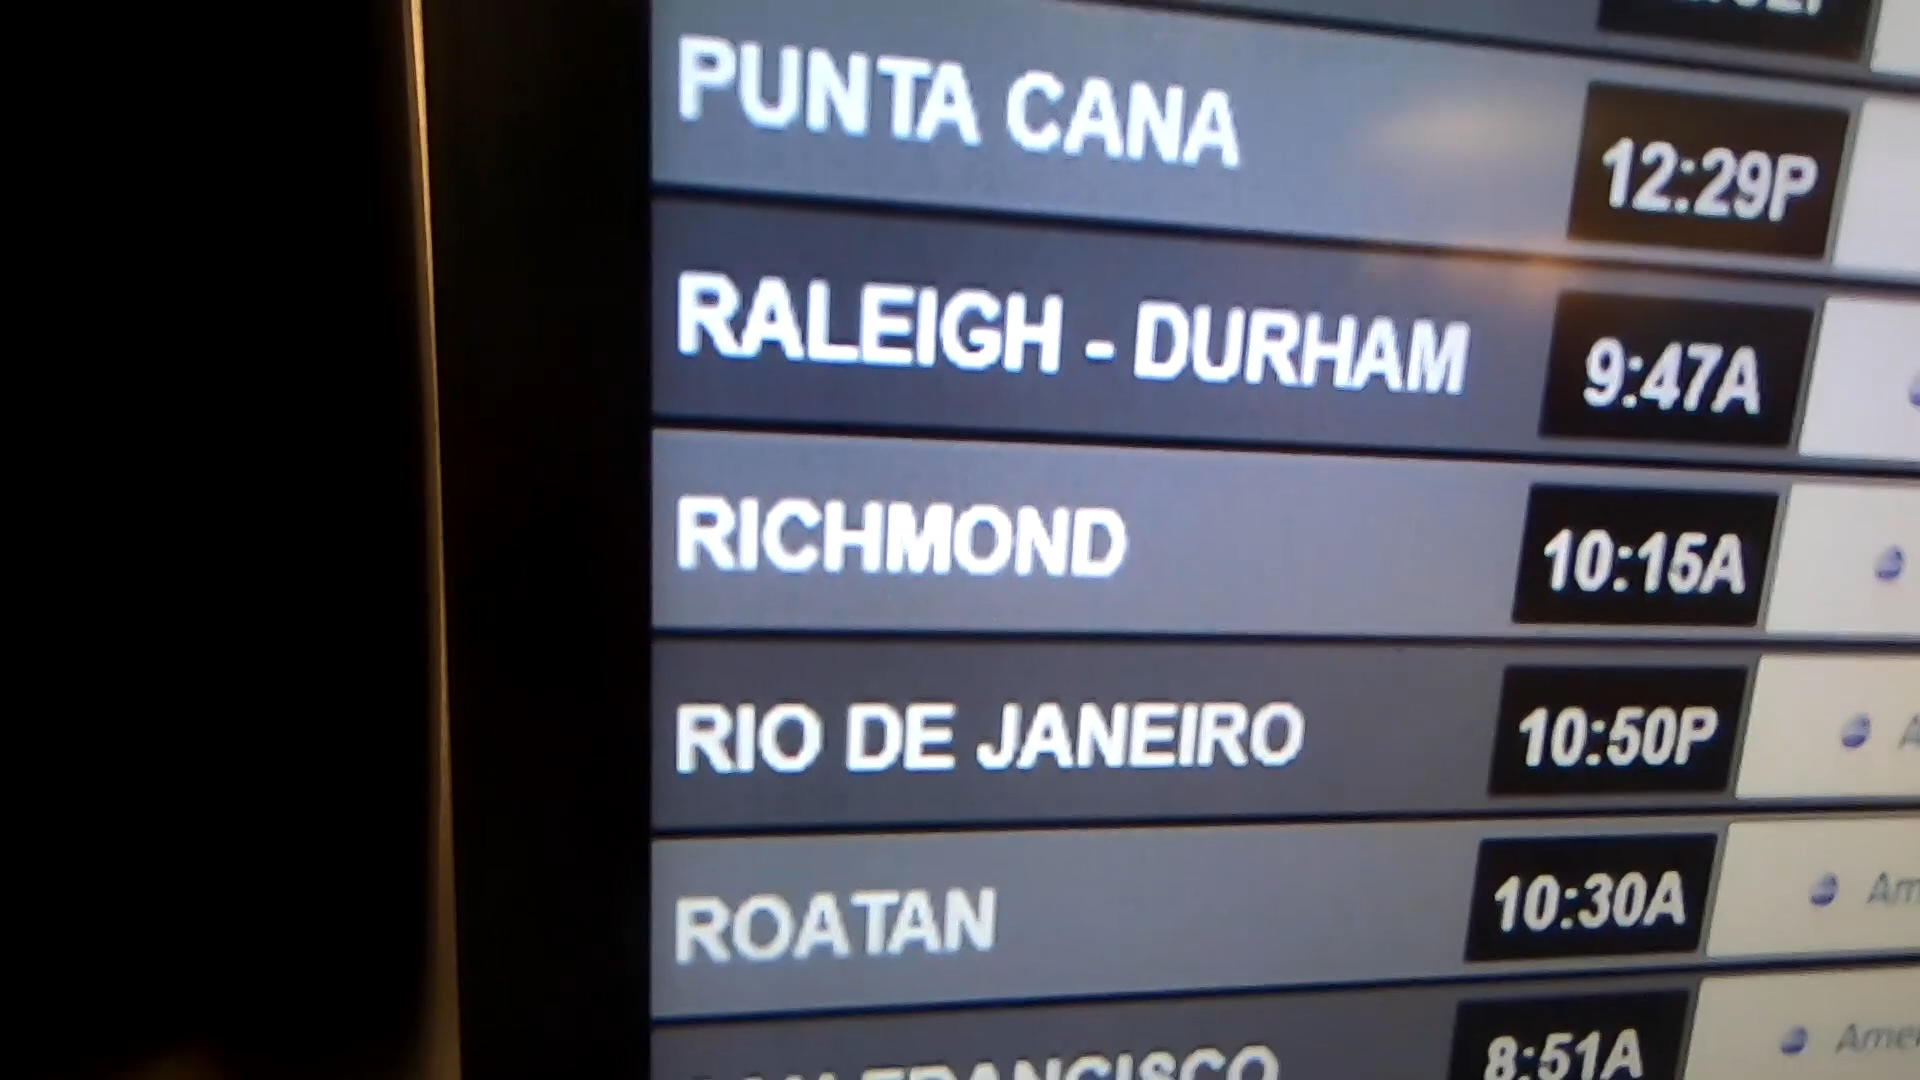 PUNTA CANA 12:29P
RALEIGH - DURHAM 9:47A
RICHMOND 10:15A
RIO DE JANEIRO 10:50P
ROATAN 10:30A
FRANCISCO 8:51A